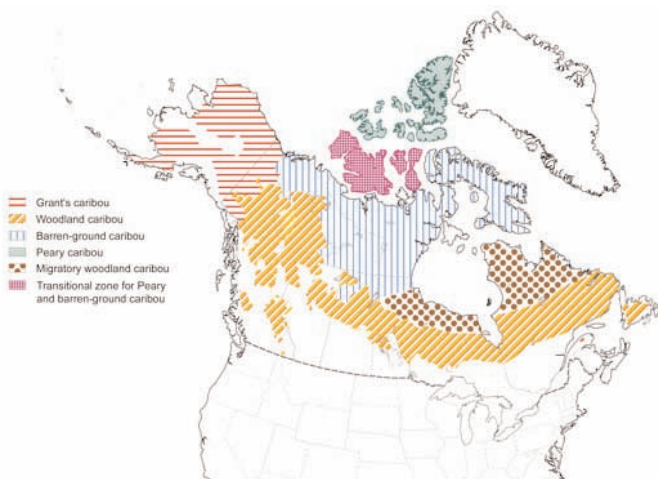 Grant's caribou
Woodland caribou
Barren-ground caribou
Peary caribou
Migratory woodland caribou
Transitional zone for Peary
and barren-ground caribou